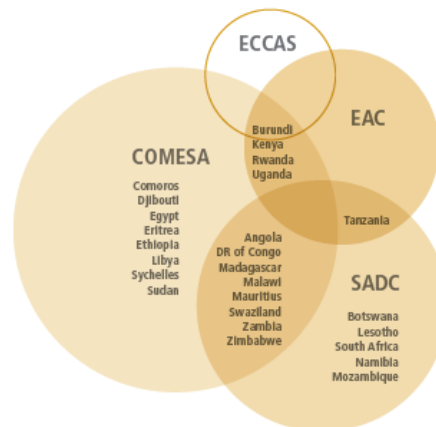 ECCAS
EAC
Burundi
Kenya
Rwanda
Uganda
COMESA
Comoros
Djibouti
Egypt
Eritrea
Ethiopia
Libya
Sychelles
Sudan
Tanzania
Angola
DR of Congo
Madagascar
Malawi
Mauritius
Swaziland
Zambia
Zimbabwe
SADC
Botswana
Lesotho
South Africa
Namibia
Mozambique